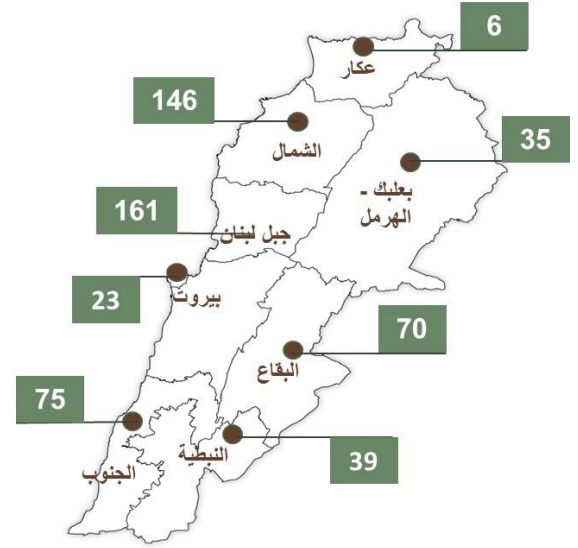 6
عكار
146
الشمال
35
بعلبك -
الهرمل
161
جبل لبنان
23
بيروت
70
البقاع
75
الجنوب
النبطية
39